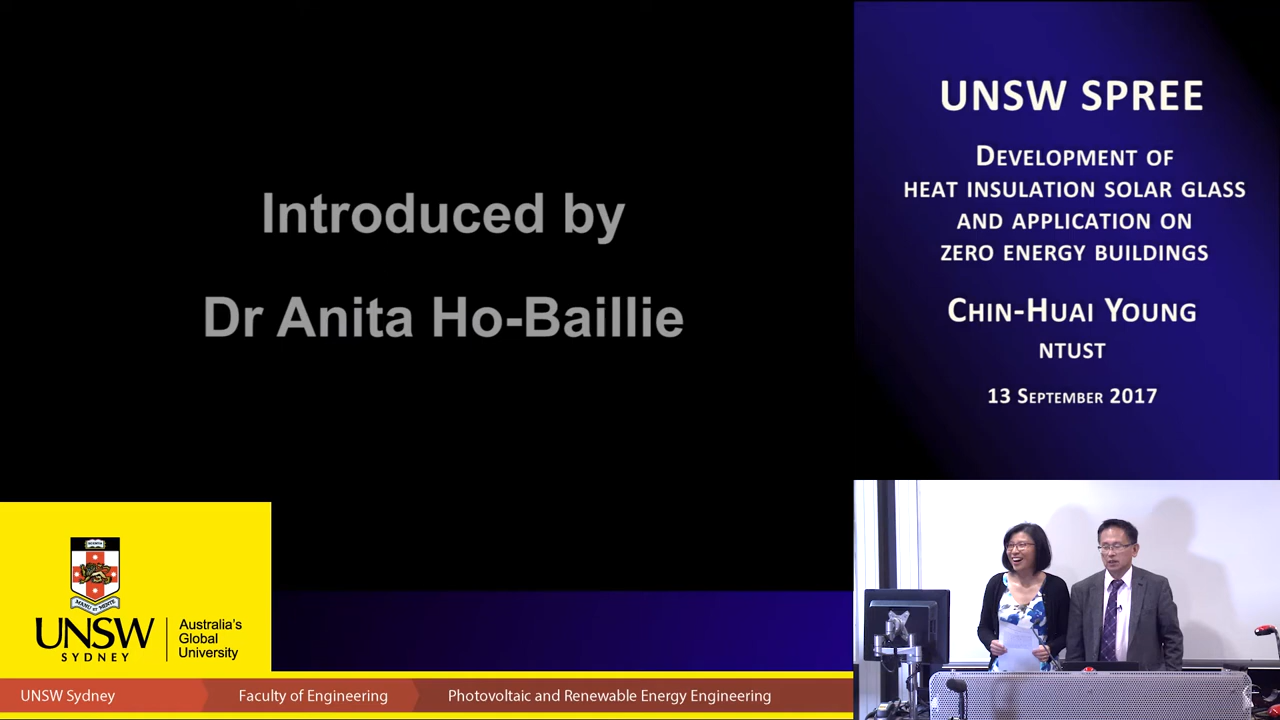 Introduced by
Dr Anita Ho-Baillie
UNSW SPREE
DEVELOPMENT OF
HEAT INSULATION SOLAR GLASS
AND APPLICATION ON
ZERO ENERGY BUILDINGS
CHIN-HUAI YOUNG
NTUST
13 SEPTEMBER 2017
UNSW
SYDNEY
Australia's
Global
University
UNSW Sydney
Faculty of Engineering
Photovoltaic and Renewable Energy Engineering